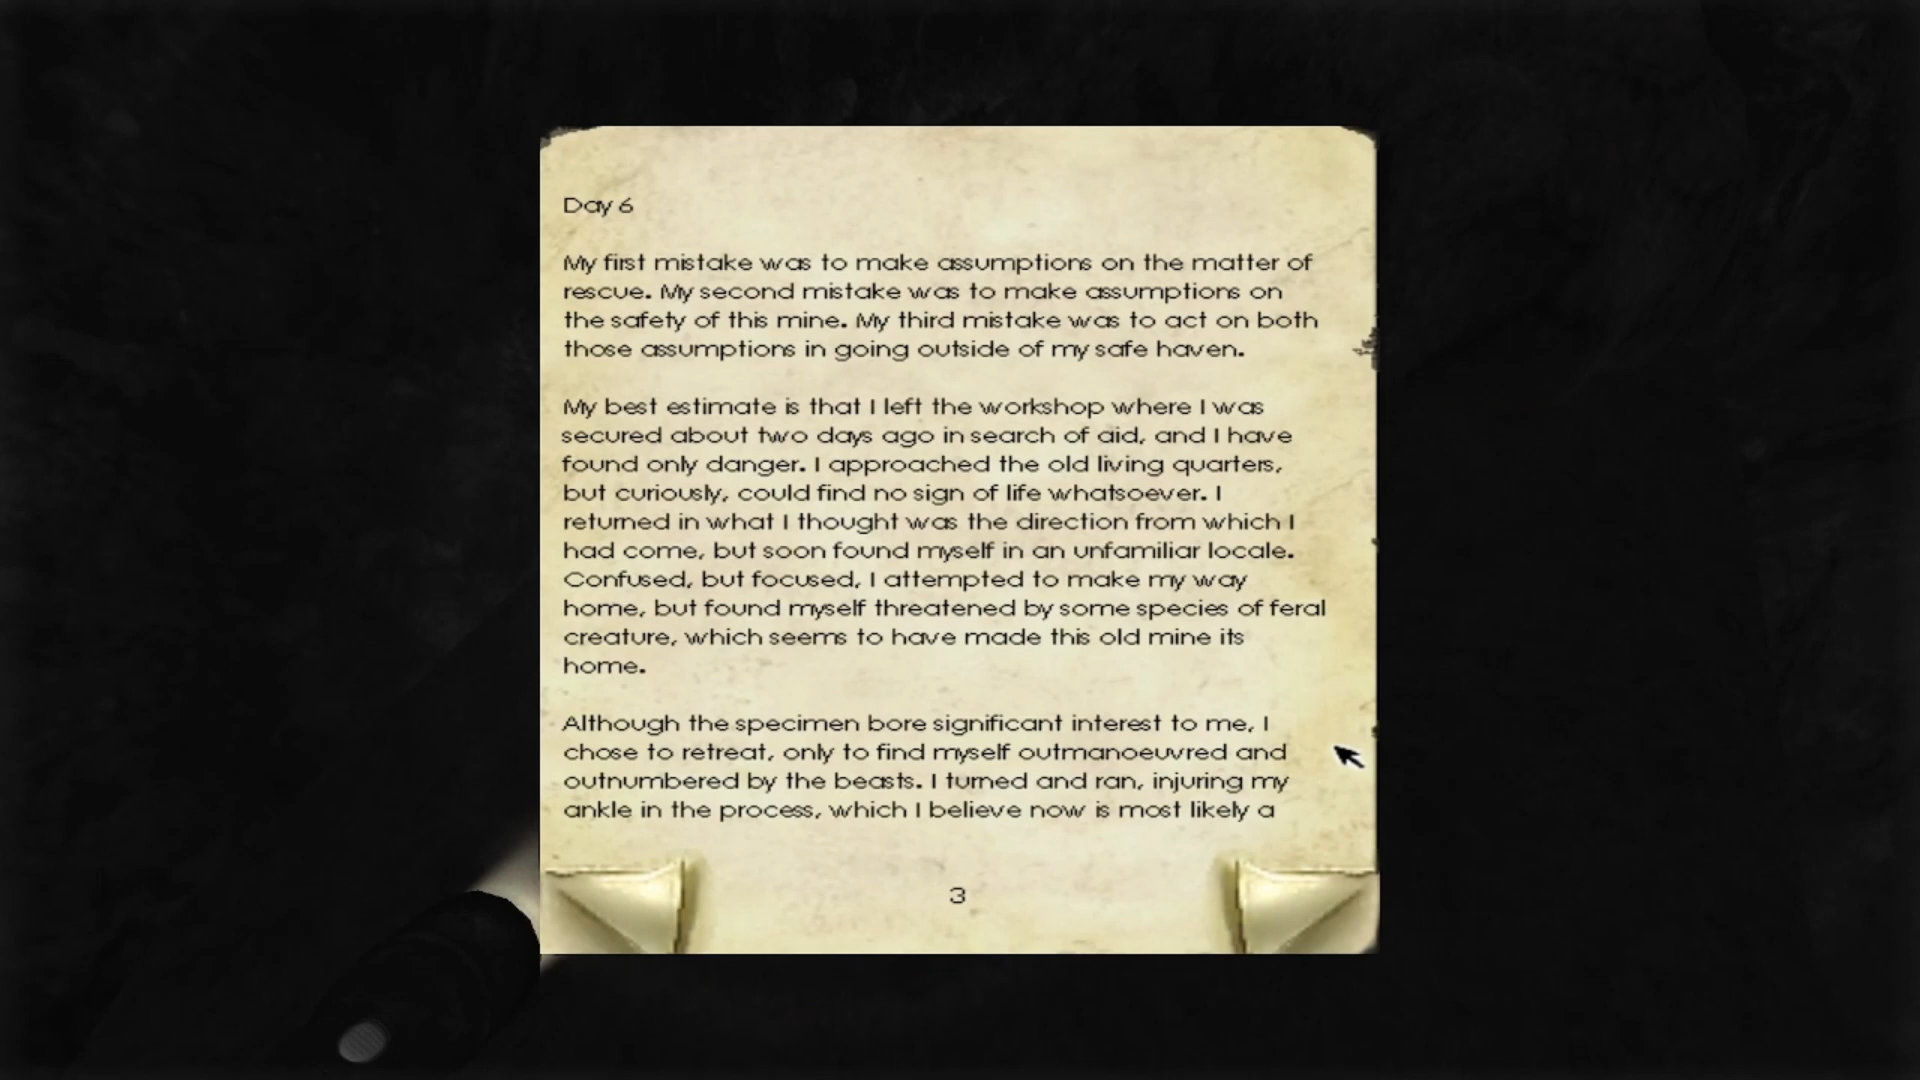 Day 6
My first mistake was to make assumptions on the matter of
rescue. My second mistake was to make assumptions on
the safety of this mine. My third mistake was to act on both
those assumptions in going outside of my safe haven.
My best estimate is that I left the workshop where I was
secured about two days ago in search of aid, and I have
found only danger. I approached the old living quarters,
but curiously, could find no sign of life whatsoever. I
returned in what I thought was the direction from which I
had come, but soon found myself in an unfamiliar locale.
Confused, but focused, I attempted to make my way
home, but found myself threatened by some species of feral
creature, which seems to have made this old mine its
home.
Although the specimen bore significant interest to me, I
chose to retreat, only to find myself outmanoeuvred and
outnumbered by the beasts. I turned and ran, injuring my
ankle in the process, which I believe now is most likely a
3